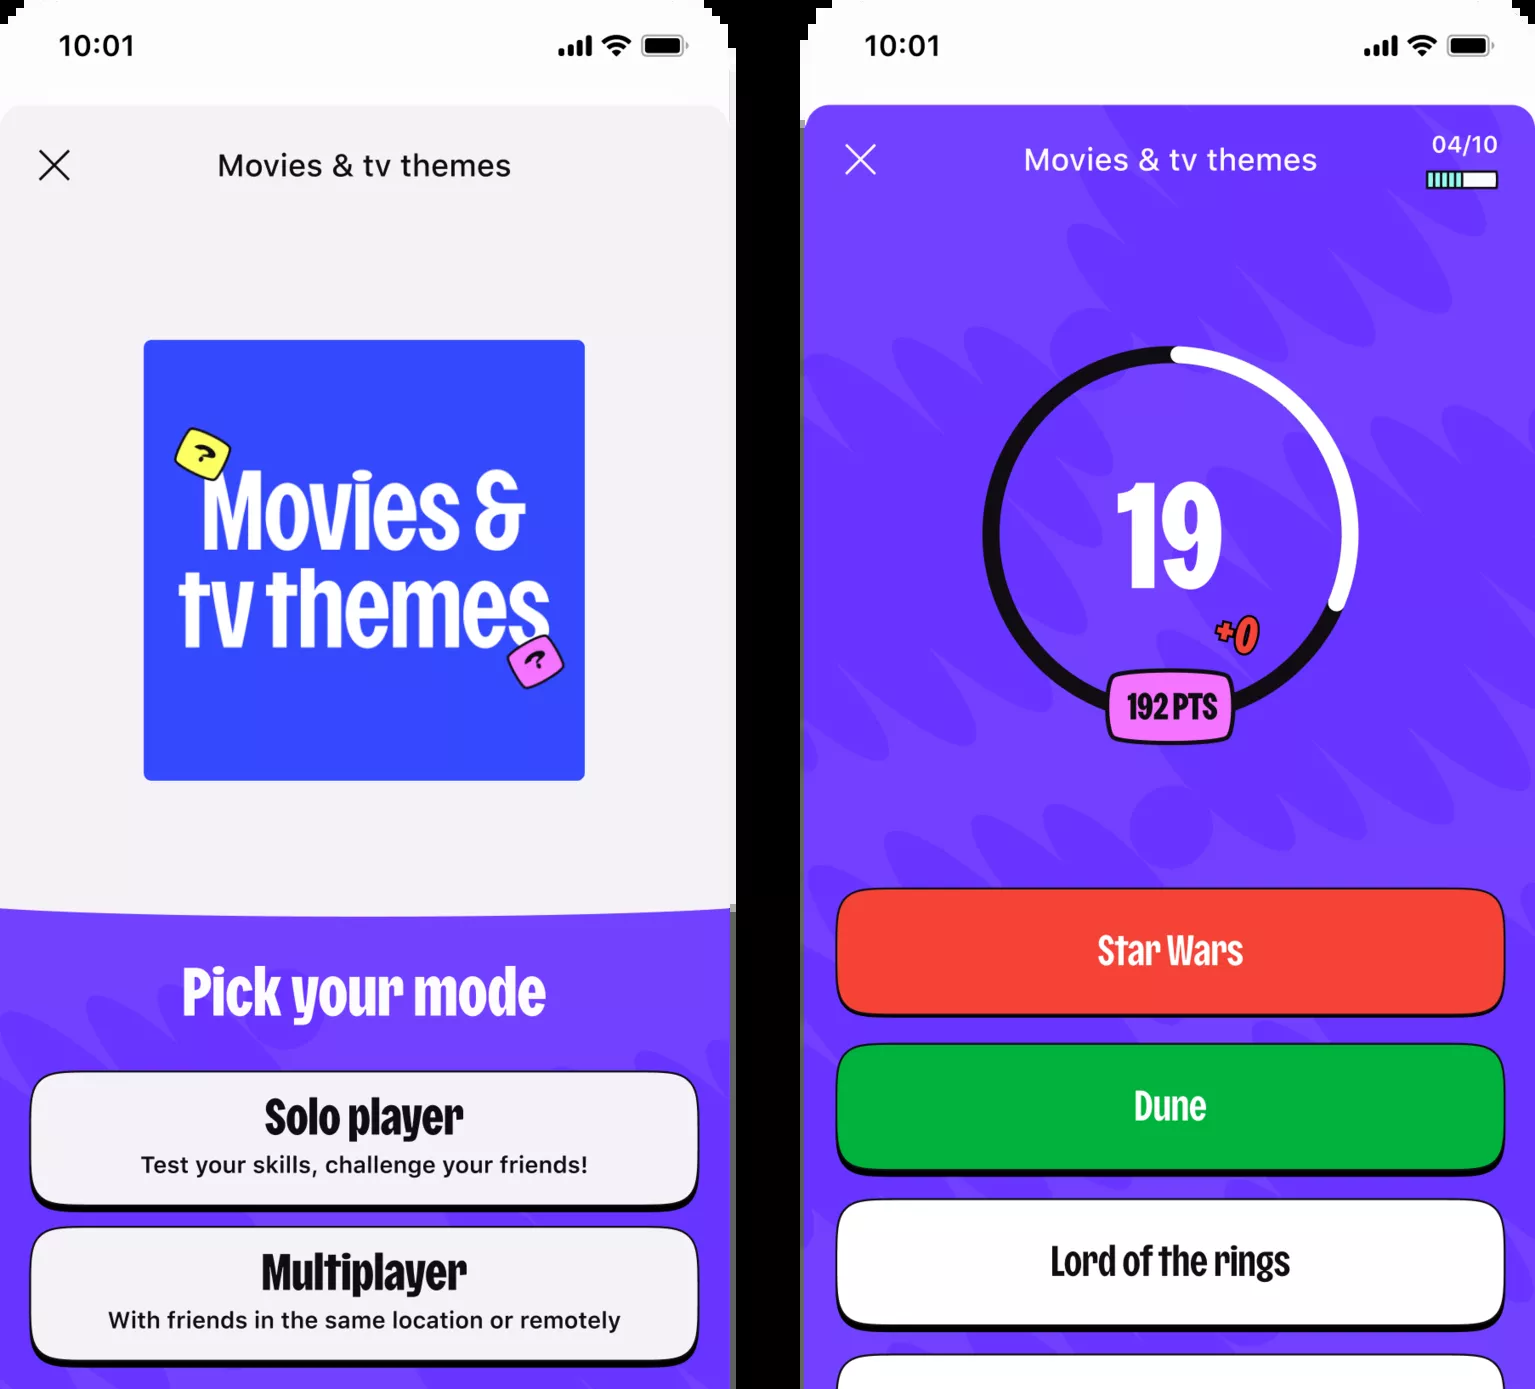 10:01
Movies & tv themes
?
Movies &
tv themes
?
Pick your mode
Solo player
Test your skills, challenge your friends!
Multiplayer
With friends in the same location or remotely
10:01
Movies & tv themes
04/10
19
+0
192 PTS
Star Wars
Dune
Lord of the rings